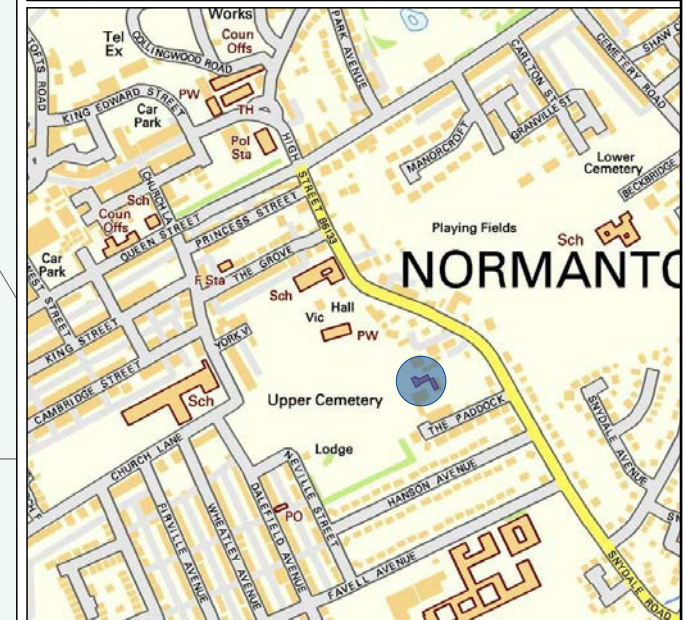 Works
Tel
Ex
Coun
Offs
COLLINGWOOD ROAD
PARK AVENUE
TOFTS ROAD
CARLTON ST
CEMETERY ROAD
SHAW C
PW
KING EDWARD STREET
Car
Park
TH
GRANVILLE ST
MANORCROFT
Pol
Sta
HIGH STREET B6133
Lower
Cemetery
BECKBRIDGE
CHURCH LA
Sch
Coun
Offs
QUEEN STREET
PRINCESS STREET
Playing Fields
Sch
Car
Park
THE GROVE
F Sta
NORMANTO
WEST STREET
Sch
Hall
Vic
PW
KING STREET
YORK V
CAMBRIDGE STREET
Sch
Upper Cemetery
THE PADDOCK
SNYDALE AVENUE
CHURCH LANE
Lodge
NEVILLE STREET
HANSON AVENUE
PO
FIRVILLE AVENUE
WHEATLEY AVENUE
DALEFIELD AVENUE
FAVELL AVENUE
SNYDALE ROAD